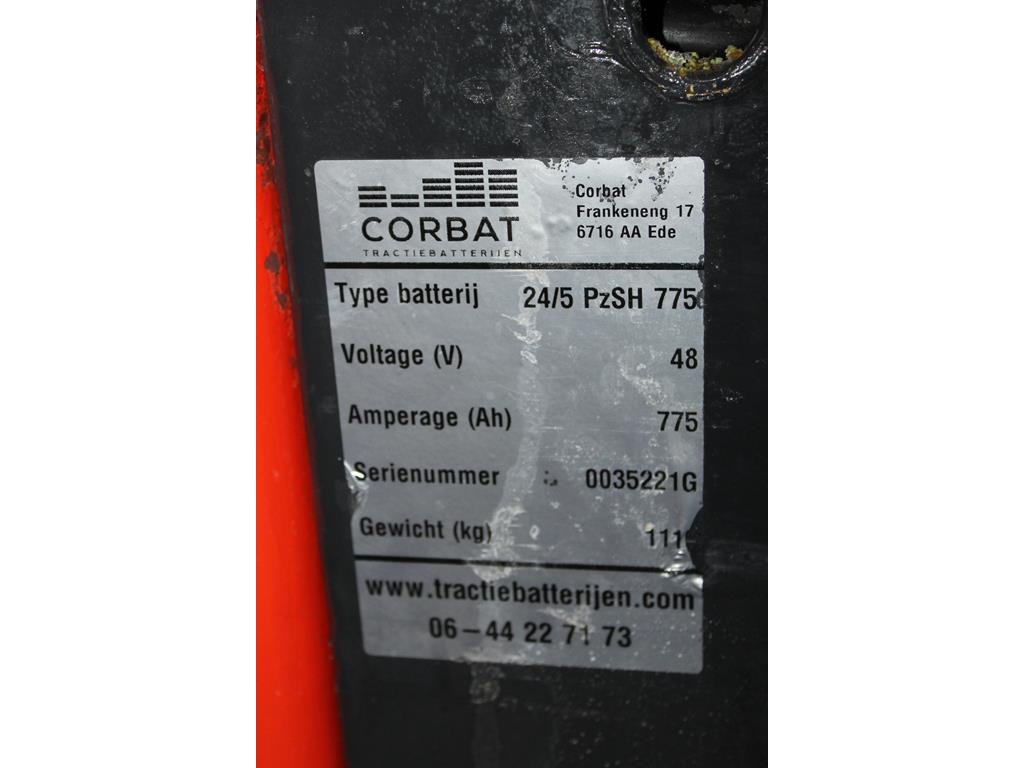 CORBAT
TRACTIEBATTERIJEN
Corbat
Frankeneng 17
6716 AA Ede
Type batterij 24/5 PzSH 775
Voltage (V) 48
Amperage (Ah) 775
Serienummer 0035221G
Gewicht (kg)
www.tractiebatterijen.com
06-44 22 71 73